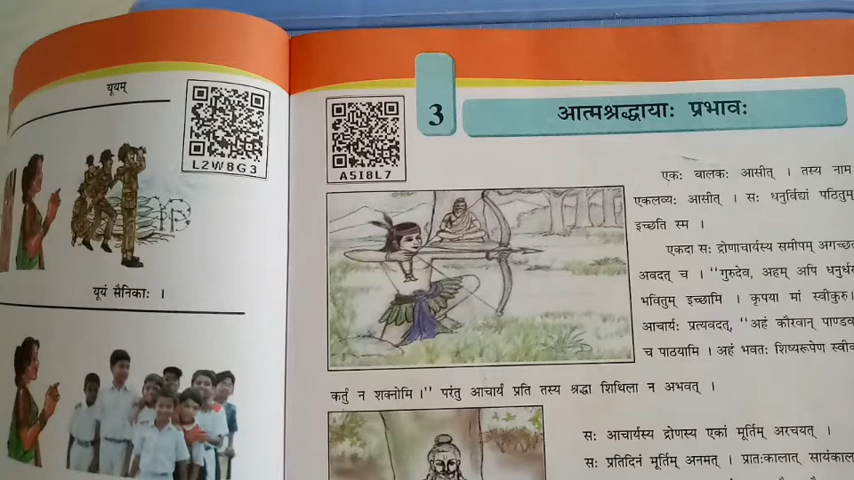 यूयम्
L2W8G3
यूयं सैनिकाः ।
A5I8L7
3
आत्मश्रद्धायाः प्रभावः
एकः बालकः आसीत् । तस्य नाम
एकलव्यः आसीत् । सः धनुर्विद्यां पठितुम्
इच्छति स्म ।
एकदा सः द्रोणाचार्यस्य समीपम्
अवदत् च । "गुरुदेव, अहम् अपि
भवितुम् इच्छामि । कृपया मां स्वीकुरु।
आचार्यः प्रत्यवदत्, "अहं कौरवान्
च पाठयामि । अहं भवतः शिष्यरूपेण
कर्तुं न शक्नोमि ।" परंतु आचार्यं प्रति तस्य श्रद्धा शिथिला न अभवत् ।
सः आचार्यस्य द्रोणस्य एकां मूर्तिम् अरचयत् ।
सः प्रतिदिनं मूर्तिम् अनमत् । प्रातःकालात्